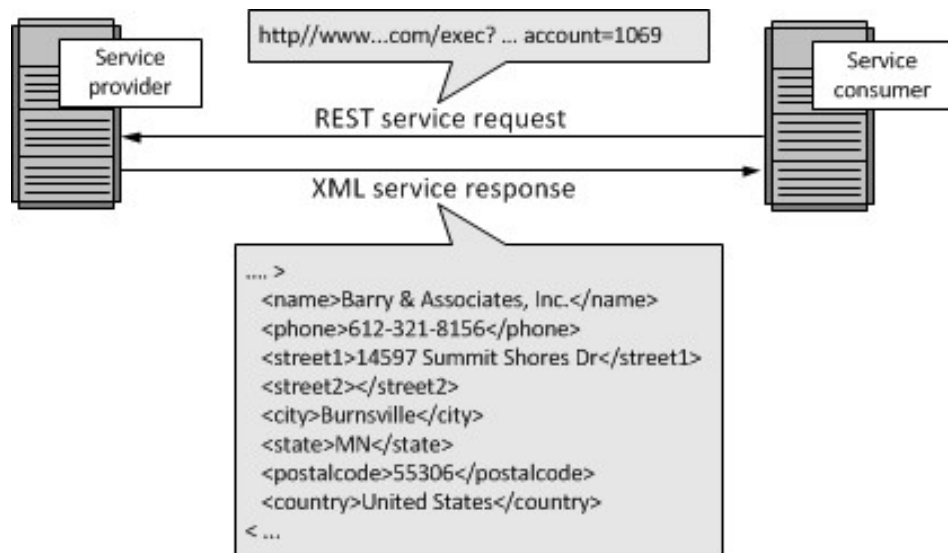 http//www...com/exec? ... account=1069
Service
provider
Service
consumer
REST service request
XML service response
.... >
<name>Barry & Associates, Inc.</name>
<phone>612-321-8156</phone>
<street1>14597 Summit Shores Dr</street1>
<street2></street2>
<city>Burnsville</city>
<state>MN</state>
<postalcode>55306</postalcode>
<country>United States</country>
< ...